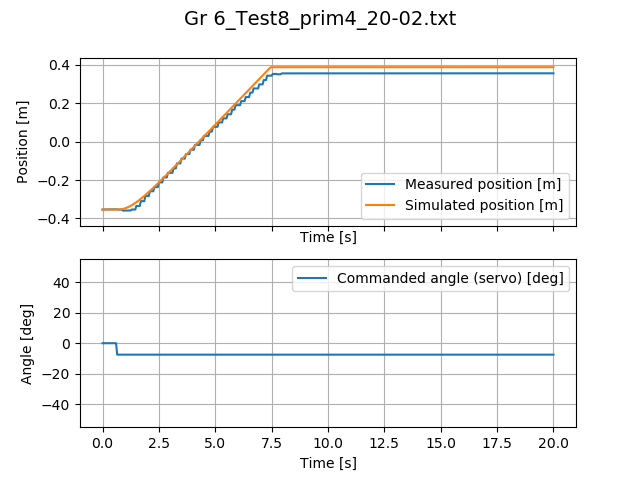 Gr 6_Test8_prim4_20-02.txt
0.4
0.2
0.0
−0.2
−0.4
Position [m]
Measured position [m]
Simulated position [m]
Time [s]
40
20
0
−20
−40
Angle [deg]
Commanded angle (servo) [deg]
0.0 2.5 5.0 7.5 10.0 12.5 15.0 17.5 20.0
Time [s]